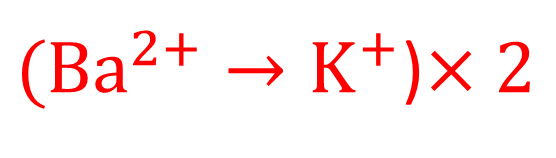 (Ba²⁺ → K⁺)× 2